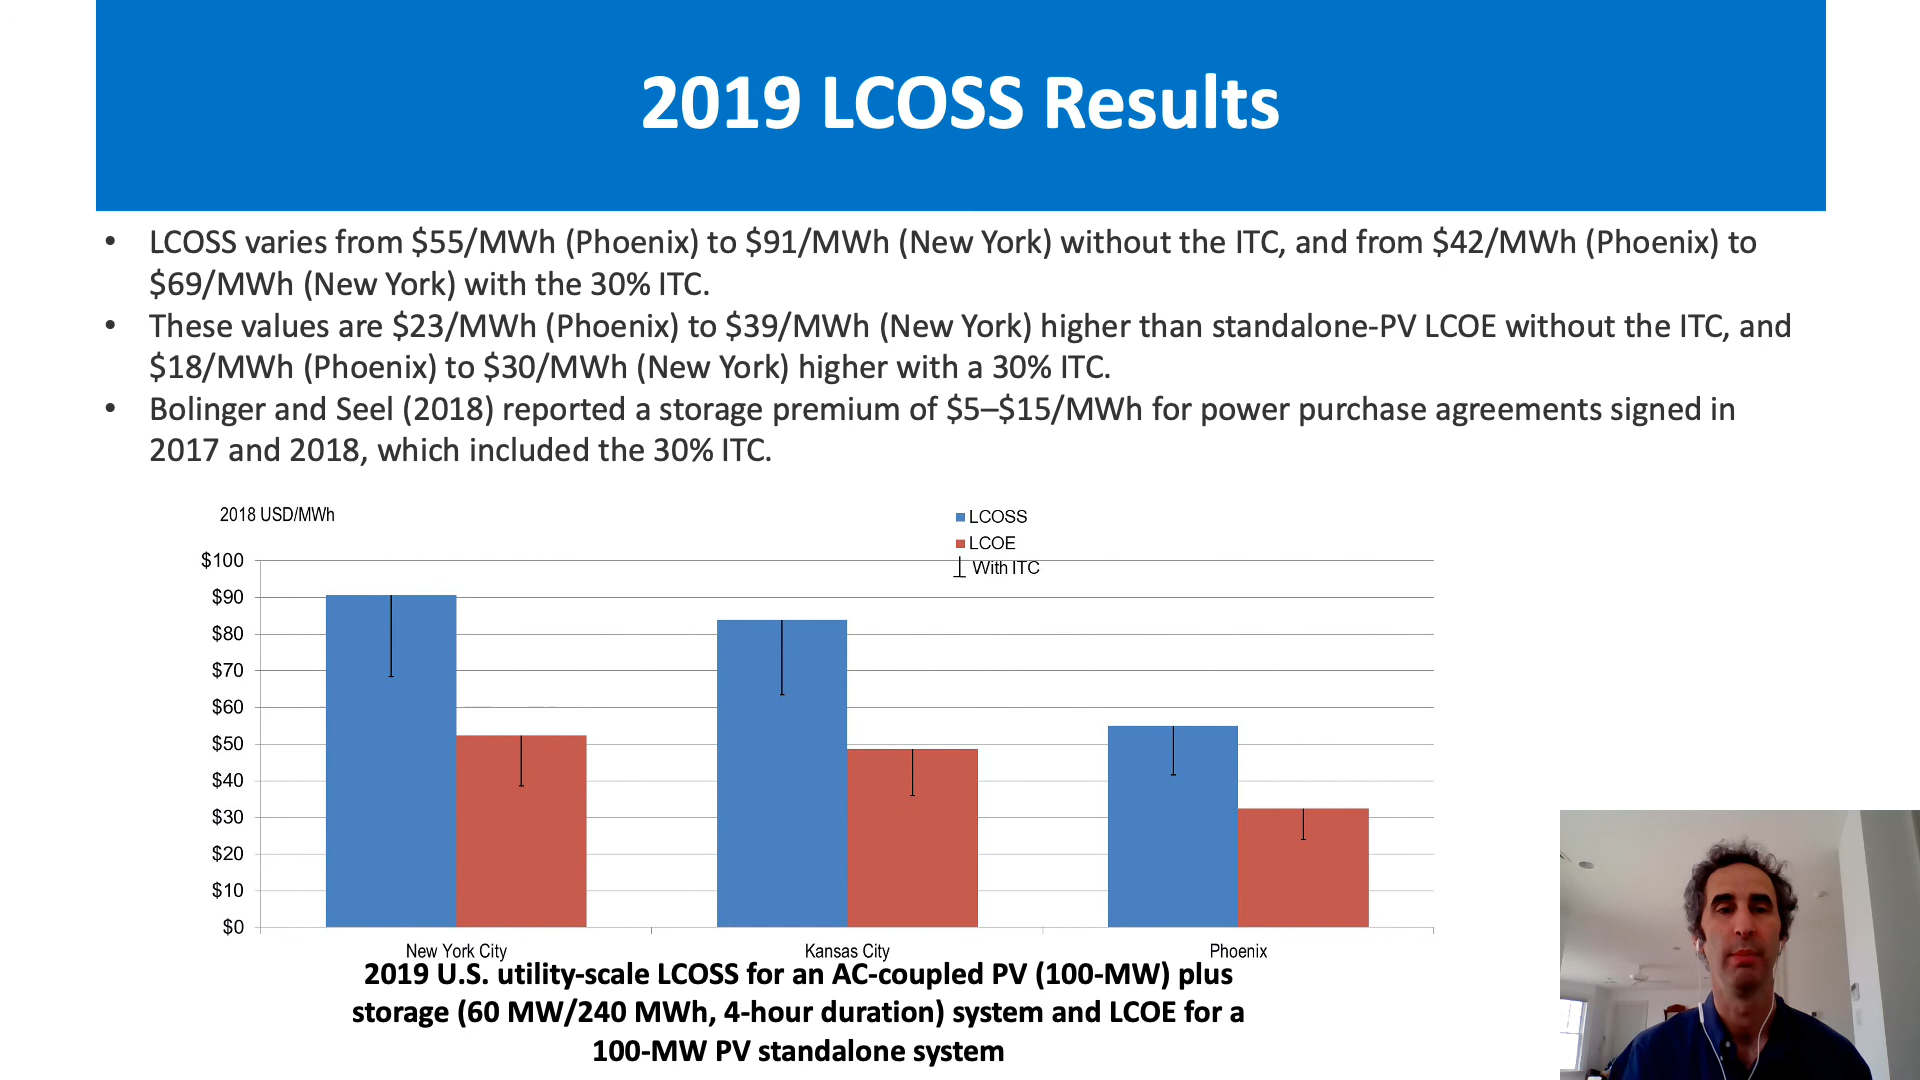 2019 LCOSS Results
• LCOSS varies from $55/MWh (Phoenix) to $91/MWh (New York) without the ITC, and from $42/MWh (Phoenix) to
$69/MWh (New York) with the 30% ITC.
• These values are $23/MWh (Phoenix) to $39/MWh (New York) higher than standalone-PV LCOE without the ITC, and
$18/MWh (Phoenix) to $30/MWh (New York) higher with a 30% ITC.
• Bolinger and Seel (2018) reported a storage premium of $5–$15/MWh for power purchase agreements signed in
2017 and 2018, which included the 30% ITC.
2018 USD/MWh
LCOSS
LCOE
With ITC
$100
$90
$80
$70
$60
$50
$40
$30
$20
$10
$0
New York City
Kansas City
Phoenix
2019 U.S. utility-scale LCOSS for an AC-coupled PV (100-MW) plus
storage (60 MW/240 MWh, 4-hour duration) system and LCOE for a
100-MW PV standalone system